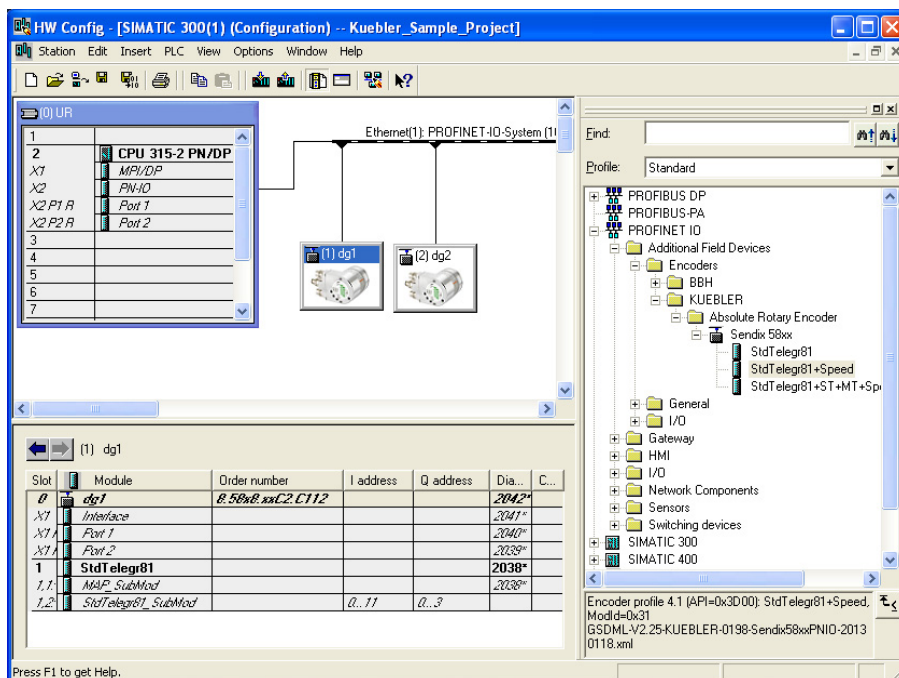 HW Config - [SIMATIC 300(1) (Configuration) -- Kuebler_Sample_Project]
Station Edit Insert PLC View Options Window Help
(0) UR
1
2 CPU 315-2 PN/DP
X1 MPI/DP
X2 PN-IO
X2 P1 R Port 1
X2 P2 R Port 2
3
4
5
6
7
Ethernet(1): PROFINET-IO-System (10
(1) dg1
(2) dg2
Find:
Profile: Standard
PROFIBUS DP
PROFIBUS-PA
PROFINET IO
Additional Field Devices
Encoders
BBH
KUEBLER
Absolute Rotary Encoder
Sendix 58xx
StdTelegr81
StdTelegr81+Speed
StdTelegr81+ST+MT+Spe
General
I/O
Gateway
HMI
I/O
Network Components
Sensors
Switching devices
SIMATIC 300
SIMATIC 400
Encoder profile 4.1 (API=0x3D00): StdTelegr81+Speed,
ModId=0x31
GSDML-V2.25-KUEBLER-0198-Sendix58xxPNIO-2013
0118.xml
(1) dg1
Slot Module Order number I address Q address Dia... C...
0 dg1 8.58x8.xxC2.C112 2042*
X1 Interface 2041*
X1 Port 1 2040*
X1 Port 2 2039*
1 StdTelegr81 2038*
1,1: MAP_SubMod 2038*
1,2: StdTelegr81_SubMod 0...11 0...3
Press F1 to get Help.